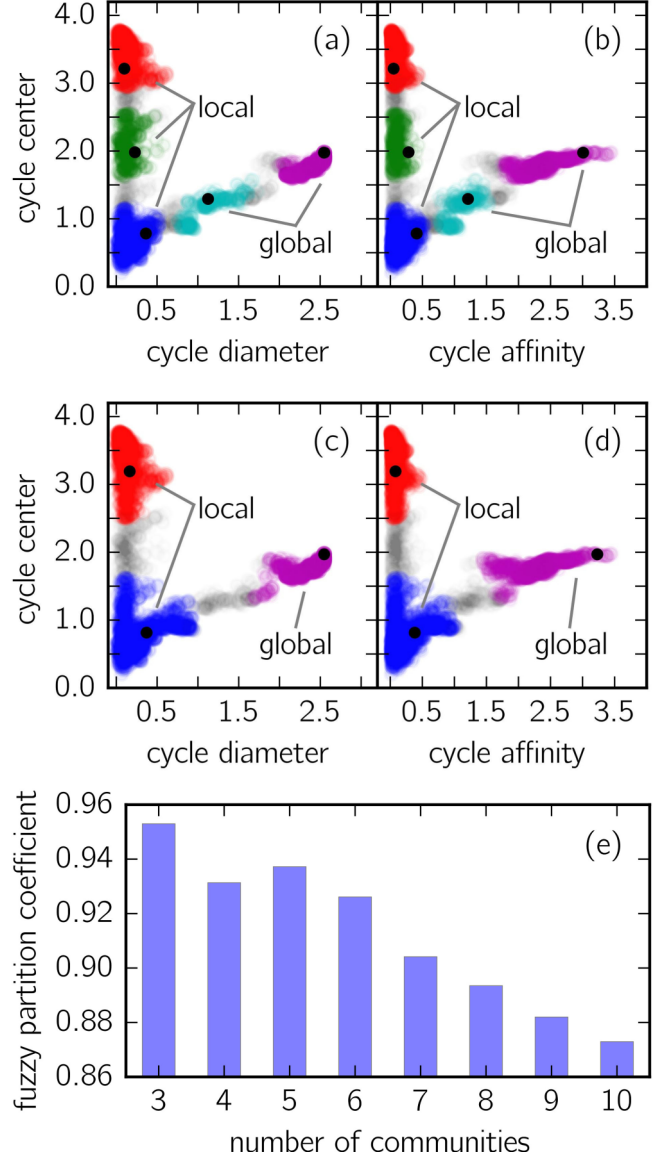 4.0
3.0
2.0
1.0
0.0
cycle center
(a)
local
global
0.5 1.5 2.5
cycle diameter
(b)
local
global
0.5 1.5 2.5 3.5
cycle affinity
4.0
3.0
2.0
1.0
0.0
cycle center
(c)
local
global
0.5 1.5 2.5
cycle diameter
(d)
local
global
0.5 1.5 2.5 3.5
cycle affinity
0.96
0.94
0.92
0.90
0.88
0.86
fuzzy partition coefficient
(e)
3 4 5 6 7 8 9 10
number of communities